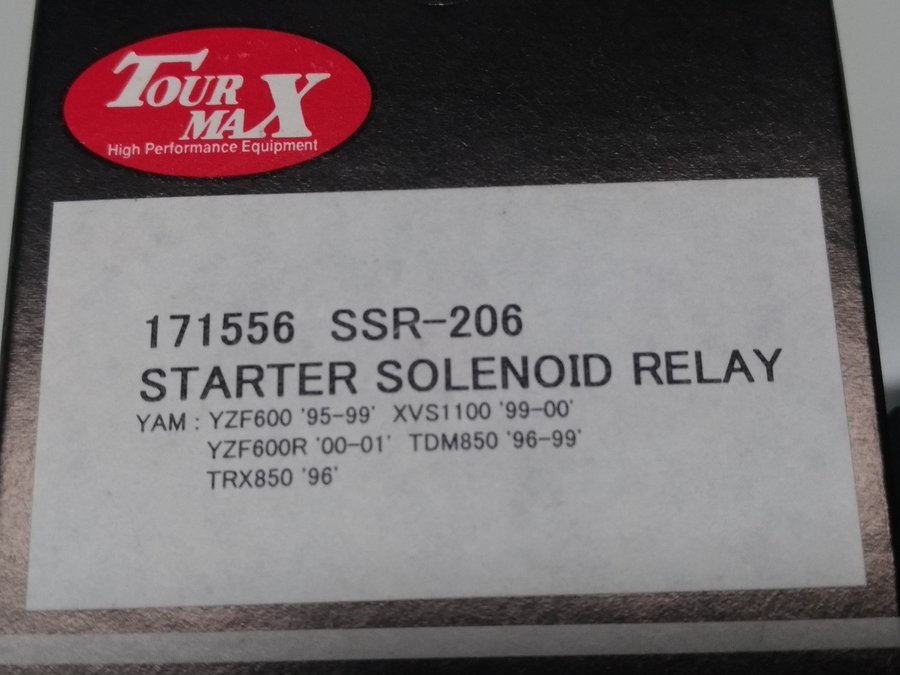 TOUR
MAX
High Performance Equipment
171556 SSR-206
STARTER SOLENOID RELAY
YAM : YZF600 '95-99' XVS1100 '99-00'
YZF600R '00-01' TDM850 '96-99'
TRX850 '96'